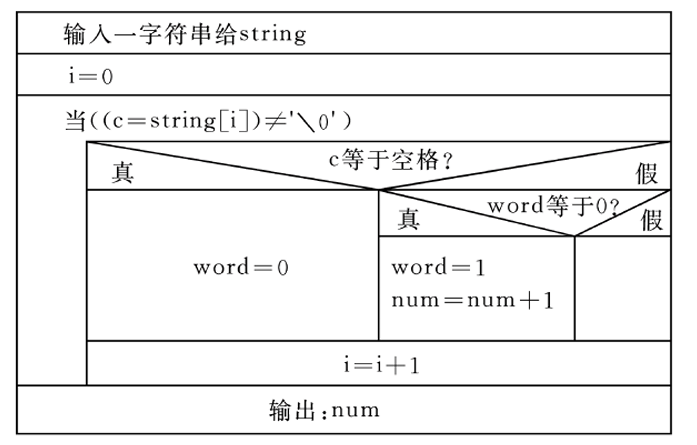 输入一字符串给string
i=0
当((c=string[i])≠'\0')
c等于空格?
真
假
word等于0?
真
假
word=0
word=1
num=num+1
i=i+1
输出:num